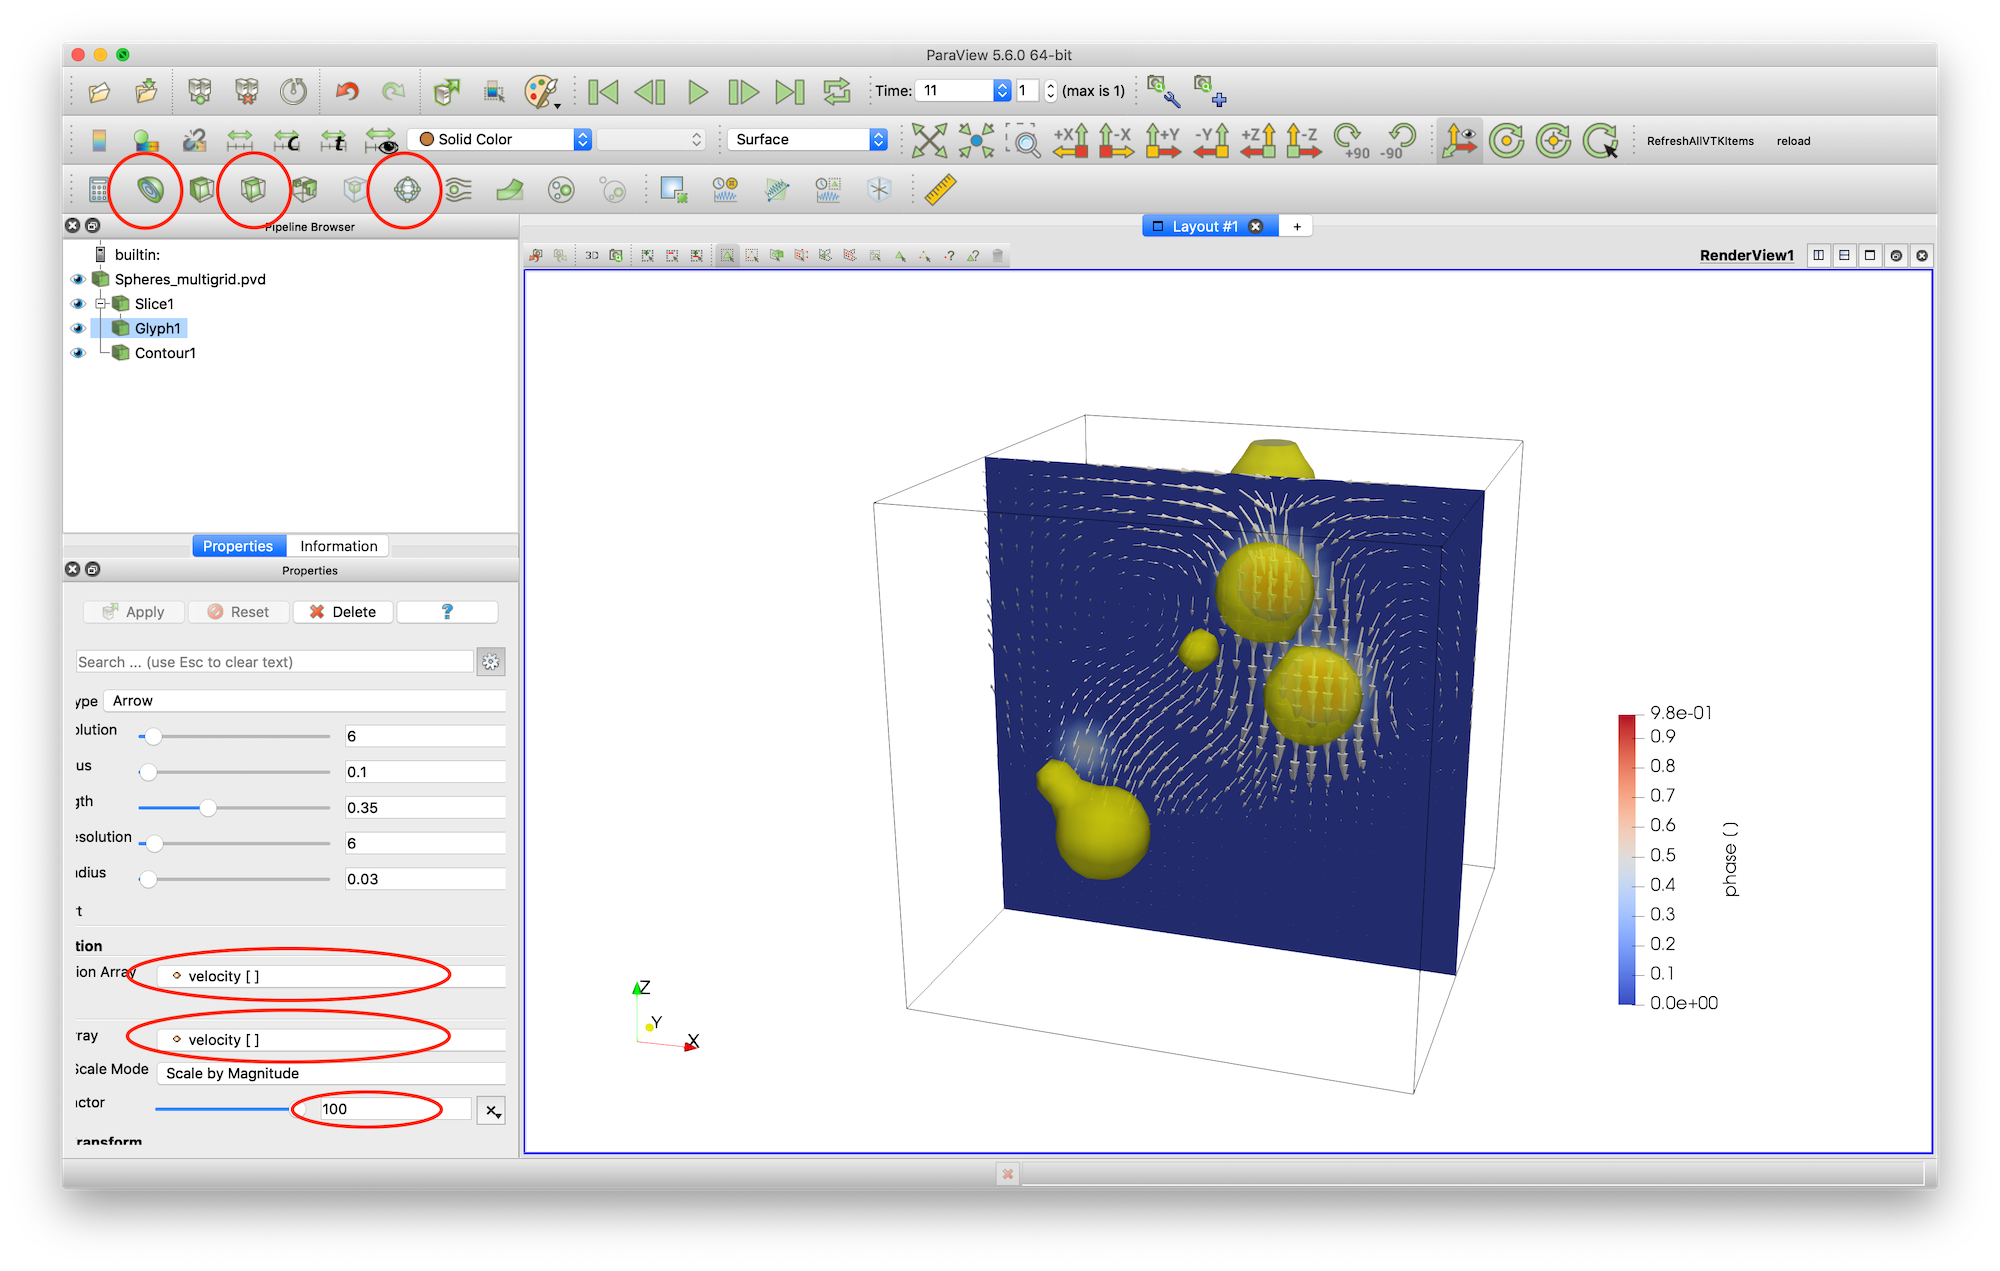 ParaView 5.6.0 64-bit
Time: 11 1 (max is 1)
Solid Color Surface +X -X +Y -Y +Z -Z +90 -90 RefreshAllVTKItems reload
Pipeline Browser
Layout #1 +
builtin:
3D
RenderView1
Spheres_multigrid.pvd
Slice1
Glyph1
Contour1
Properties Information
Properties
Apply Reset Delete ?
Search ... (use Esc to clear text)
ype Arrow
olution 6
us 0.1
gth 0.35
esolution 6
dius 0.03
t
tion
ion Array velocity [ ]
ray velocity [ ]
Scale Mode Scale by Magnitude
ctor 100
ransform
Z
Y
X
9.8e-01
0.9
0.8
0.7
0.6
0.5
0.4
0.3
0.2
0.1
0.0e+00
phase ( )